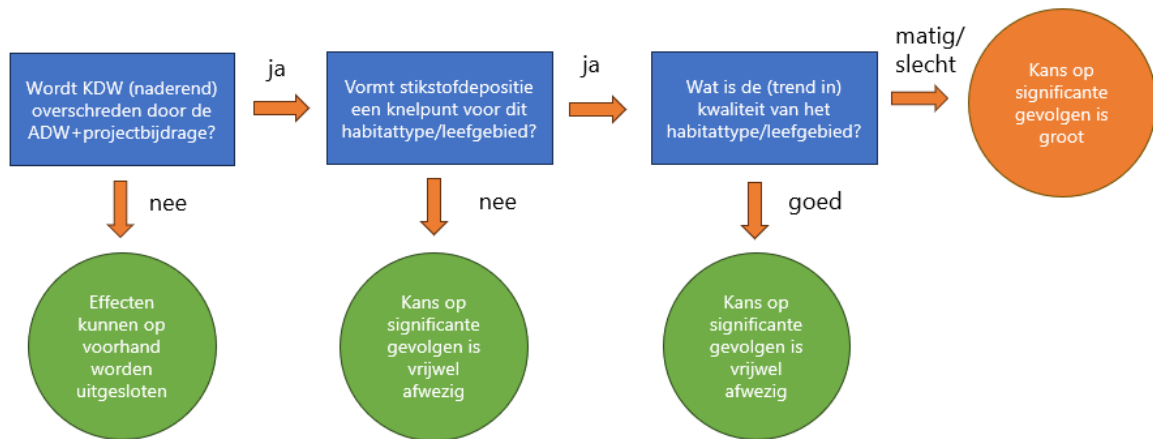 Wordt KDW (naderend)
overschreden door de
ADW+projectbijdrage?
ja
Vormt stikstofdepositie
een knelpunt voor dit
habitattype/leefgebied?
ja
Wat is de (trend in)
kwaliteit van het
habitattype/leefgebied?
matig/
slecht
Kans op
significante
gevolgen is
groot
nee
nee
goed
Effecten
kunnen op
voorhand
worden
uitgesloten
Kans op
significante
gevolgen is
vrijwel
afwezig
Kans op
significante
gevolgen is
vrijwel
afwezig